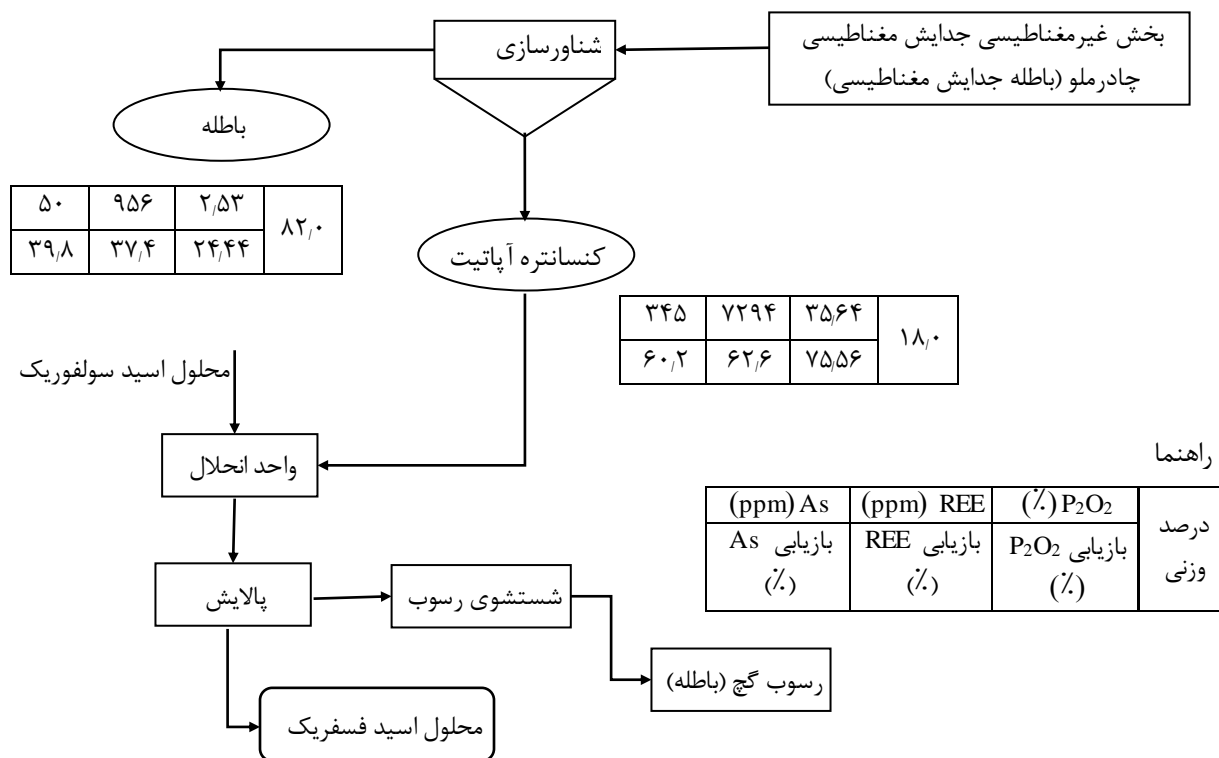 بخش غیرمغناطیسی جدایش مغناطیسی
چادرملو (باطله جدایش مغناطیسی)
شناورسازی
باطله
۸۲٫۰
۲٫۵۳ ۹۵۶ ۵۰
۲۴٫۴۴ ۳۷٫۴ ۳۹٫۸
کنسانتره آپاتیت
۱۸٫۰
۳۵٫۶۴ ۷۲۹۴ ۳۴۵
۷۵٫۵۶ ۶۲٫۶ ۶۰٫۲
محلول اسید سولفوریک
واحد انحلال
پالایش
شستشوی رسوب
رسوب گچ (باطله)
محلول اسید فسفریک
راهنما
درصد
وزنی
P₂O₂ (٪)
REE (ppm)
As (ppm)
بازیابی P₂O₂
(٪)
بازیابی REE
(٪)
بازیابی As
(٪)